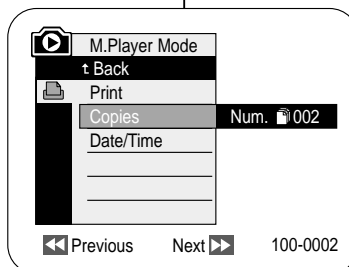 M.Player Mode
Back
Print
Copies Num. 002
Date/Time
Previous Next 100-0002